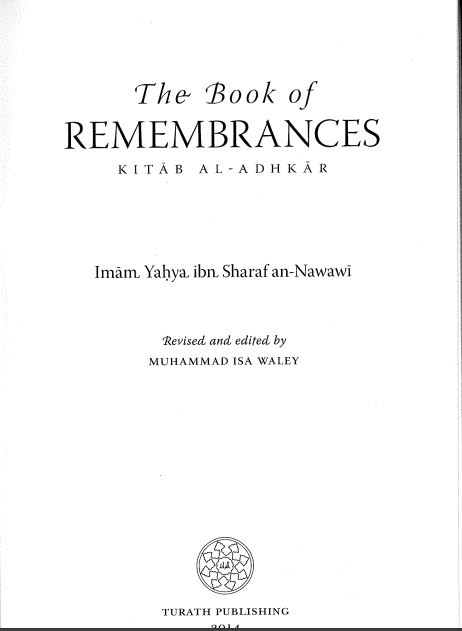 The Book of
REMEMBRANCES
KITĀB AL-ADHKĀR
Imām Yaḥya ibn Sharaf an-Nawawī
Revised and edited by
MUHAMMAD ISA WALEY
TURATH PUBLISHING
2014